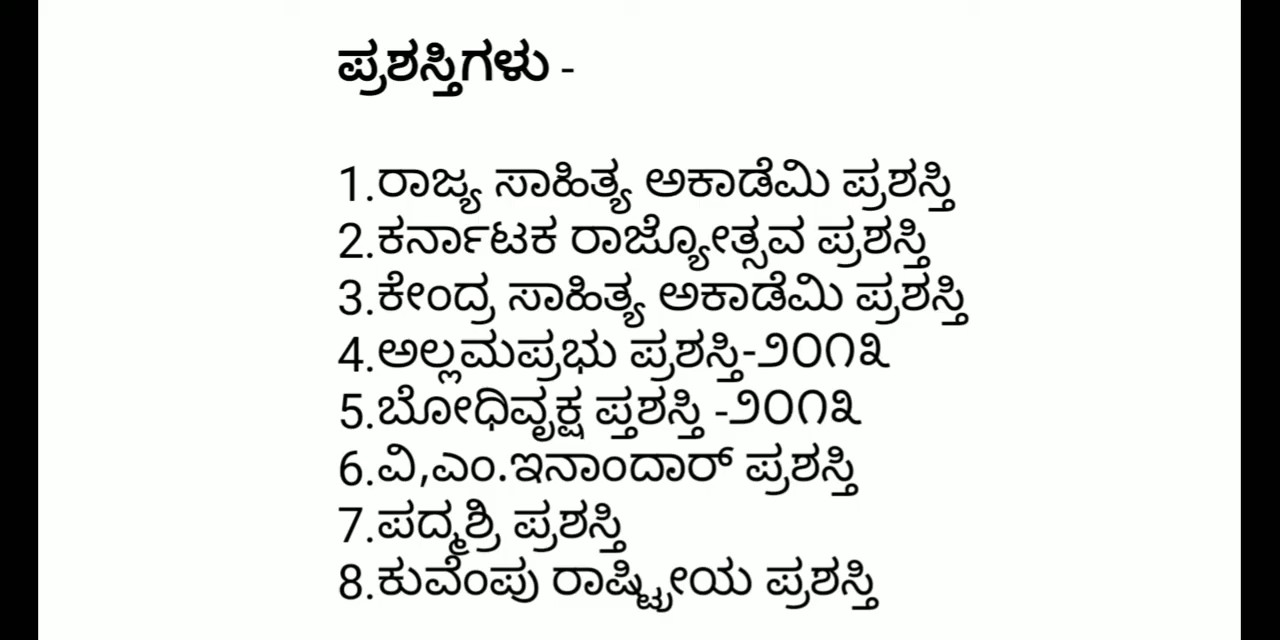 ಪ್ರಶಸ್ತಿಗಳು -
1.ರಾಜ್ಯ ಸಾಹಿತ್ಯ ಅಕಾಡೆಮಿ ಪ್ರಶಸ್ತಿ
2.ಕರ್ನಾಟಕ ರಾಜ್ಯೋತ್ಸವ ಪ್ರಶಸ್ತಿ
3.ಕೇಂದ್ರ ಸಾಹಿತ್ಯ ಅಕಾಡೆಮಿ ಪ್ರಶಸ್ತಿ
4.ಅಲ್ಲಮಪ್ರಭು ಪ್ರಶಸ್ತಿ-೨೦೧೩
5.ಬೋಧಿವೃಕ್ಷ ಪ್ತಶಸ್ತಿ -೨೦೧೩
6.ವಿ,ಎಂ.ಇನಾಂದಾರ್ ಪ್ರಶಸ್ತಿ
7.ಪದ್ಮಶ್ರಿ ಪ್ರಶಸ್ತಿ
8.ಕುವೆಂಪು ರಾಷ್ಟ್ರೀಯ ಪ್ರಶಸ್ತಿ